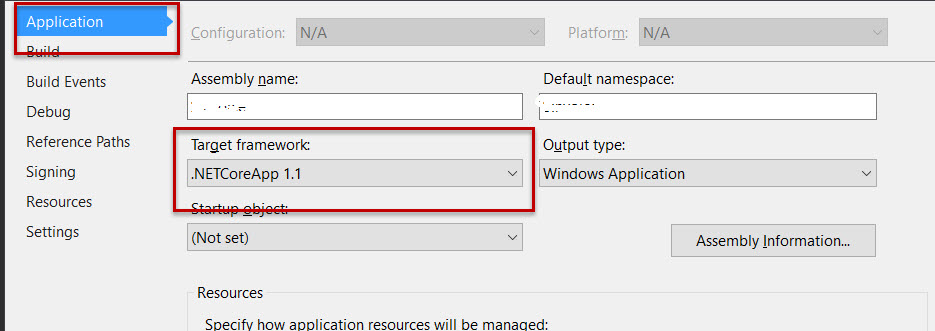 Application
Build
Build Events
Debug
Reference Paths
Signing
Resources
Settings
Configuration: N/A Platform: N/A
Assembly name: Default namespace:
Target framework: Output type:
.NETCoreApp 1.1 Windows Application
Startup object:
(Not set) Assembly Information...
Resources
Specify how application resources will be managed: